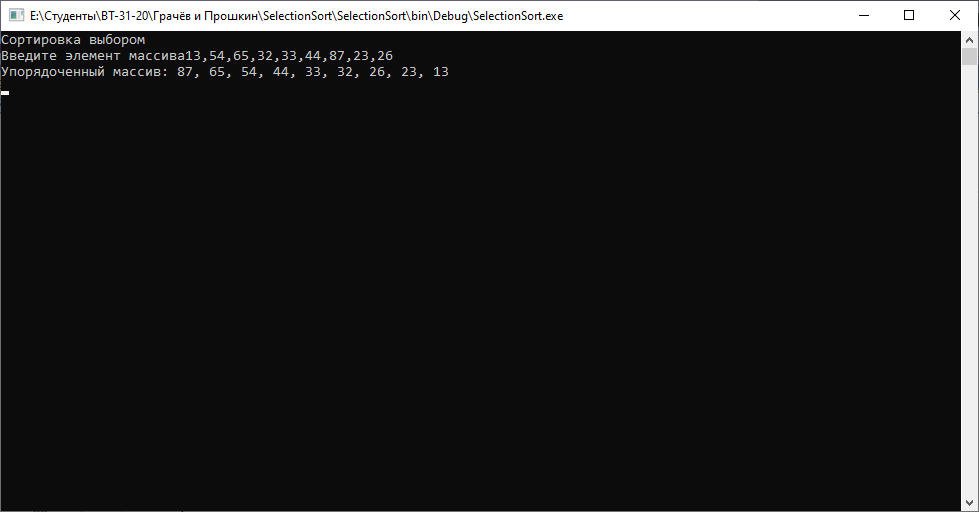 E:\Студенты\ВТ-31-20\Грачёв и Прошкин\SelectionSort\SelectionSort\bin\Debug\SelectionSort.exe
Сортировка выбором
Введите элемент массива13,54,65,32,33,44,87,23,26
Упорядоченный массив: 87, 65, 54, 44, 33, 32, 26, 23, 13